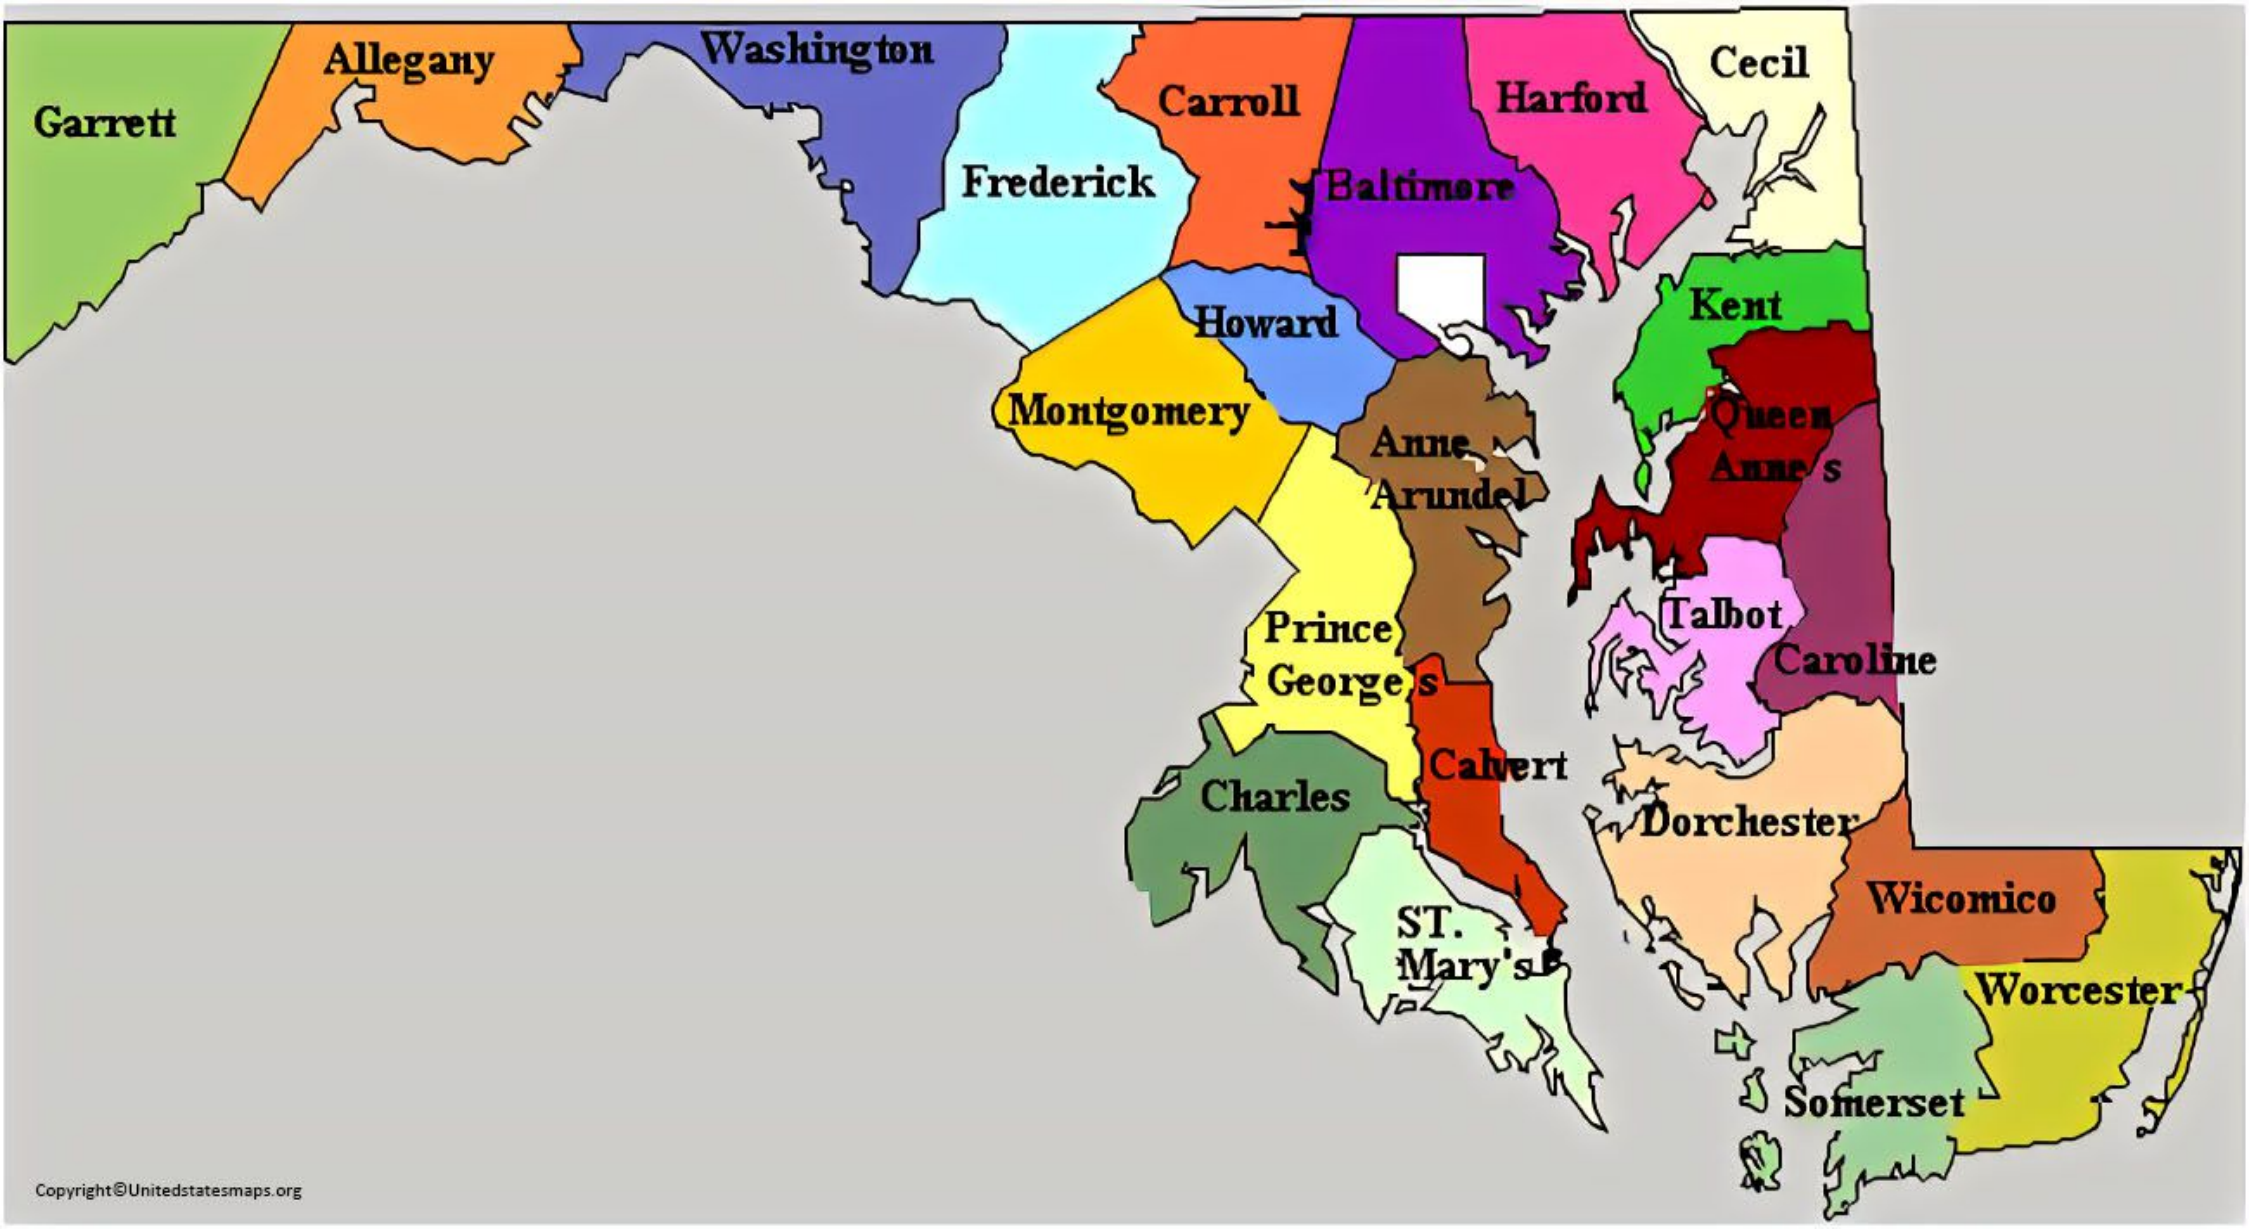 Garrett
Allegany
Washington
Frederick
Carroll
Baltimore
Harford
Cecil
Howard
Montgomery
Kent
Queen
Anne s
Anne
Arundel
Prince
George s
Talbot
Caroline
Calvert
Charles
Dorchester
ST.
Mary's
Wicomico
Worcester
Somerset
Copyright©Unitedstatesmaps.org